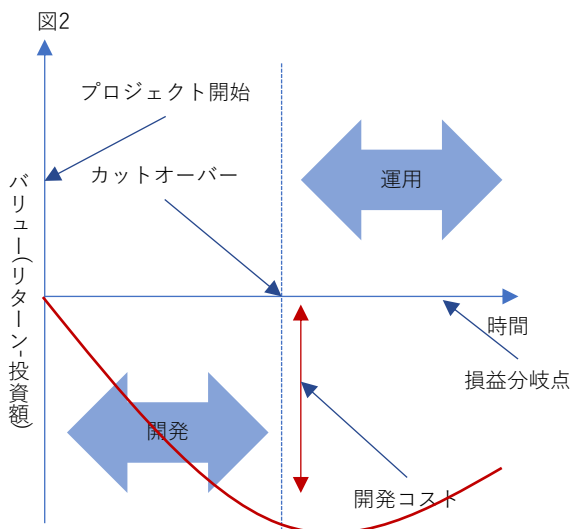 図2
プロジェクト開始
カットオーバー
運用
バリュー(リターン-投資額)
時間
損益分岐点
開発
開発コスト